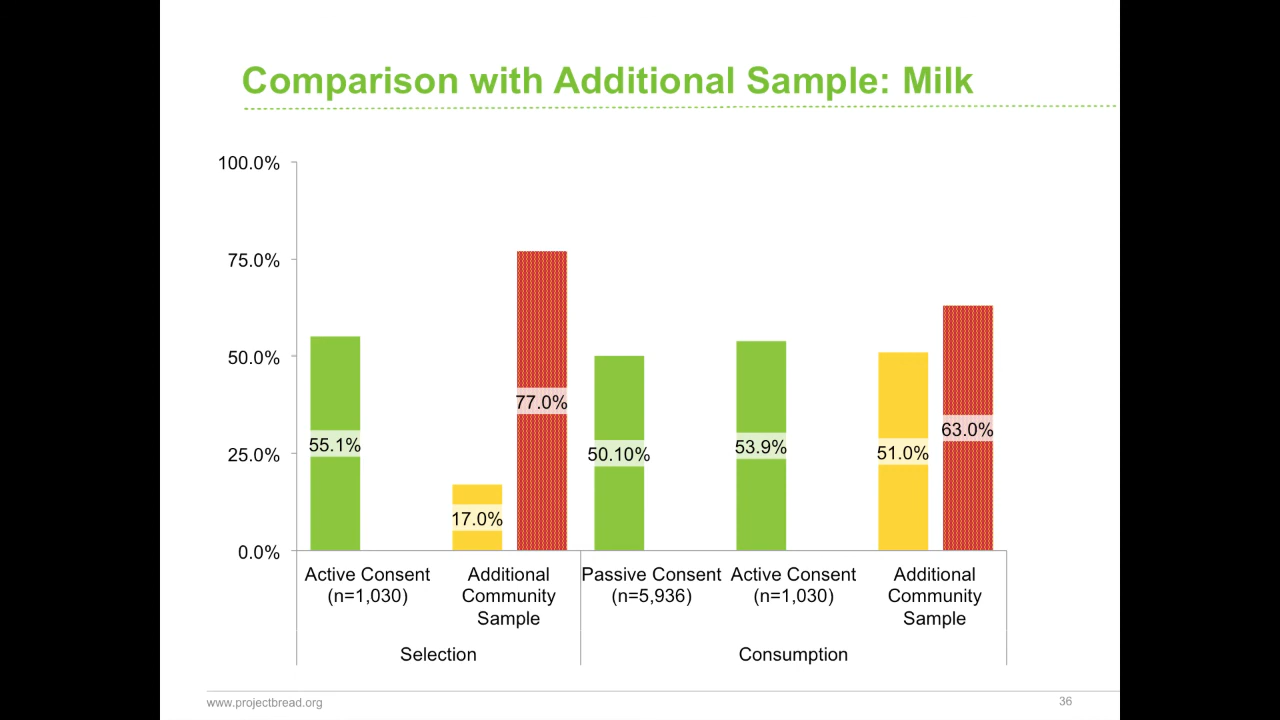 Comparison with Additional Sample: Milk
100.0%
75.0%
50.0%
25.0%
0.0%
55.1%
17.0%
77.0%
50.10%
53.9%
51.0%
63.0%
Active Consent
(n=1,030)
Additional
Community
Sample
Passive Consent
(n=5,936)
Active Consent
(n=1,030)
Additional
Community
Sample
Selection
Consumption
www.projectbread.org
36